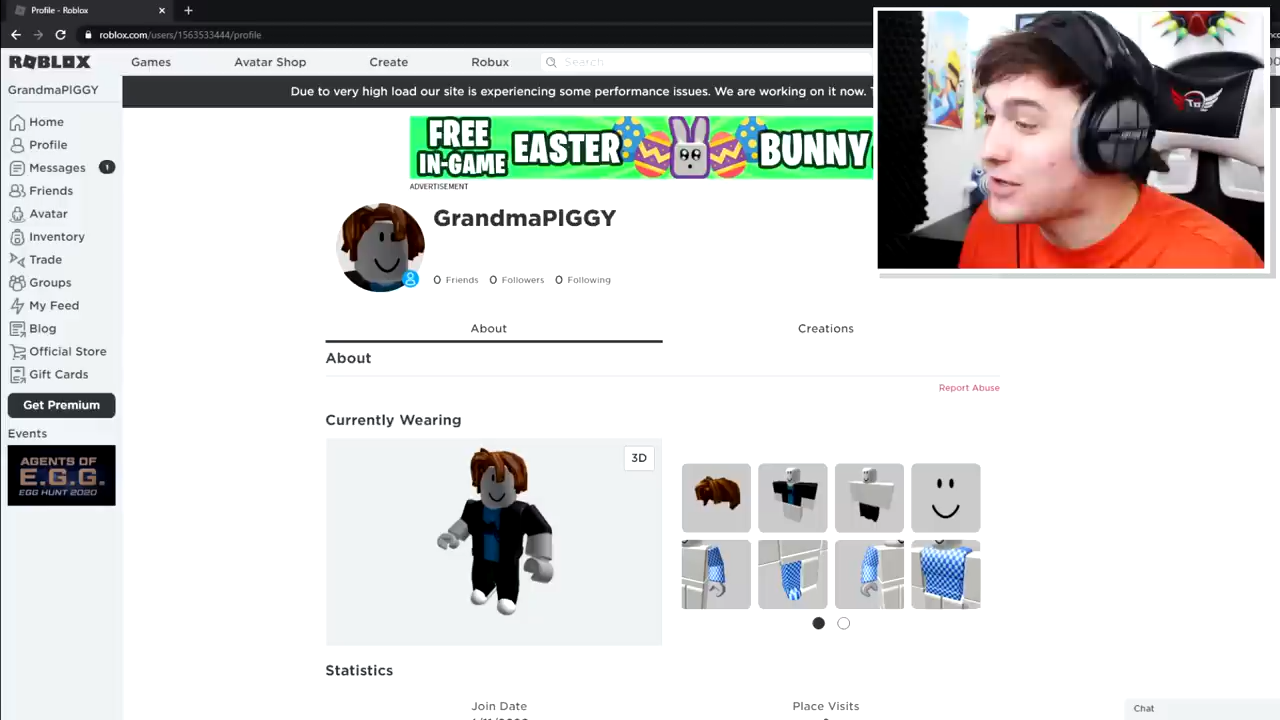 Profile - Roblox
roblox.com/users/1563533444/profile
ROBLOX
Games
Avatar Shop
Create
Robux
Search
GrandmaPIGGY
Due to very high load our site is experiencing some performance issues. We are working on it now.
Home
Profile
Messages 1
Friends
Avatar
Inventory
Trade
Groups
My Feed
Blog
Official Store
Gift Cards
Get Premium
Events
AGENTS OF
E.G.G.
EGG HUNT 2020
FREE
IN-GAME
EASTER
BUNNY
ADVERTISEMENT
GrandmaPlGGY
0 Friends 0 Followers 0 Following
About
Creations
About
Report Abuse
Currently Wearing
3D
Statistics
Join Date
Place Visits
Chat